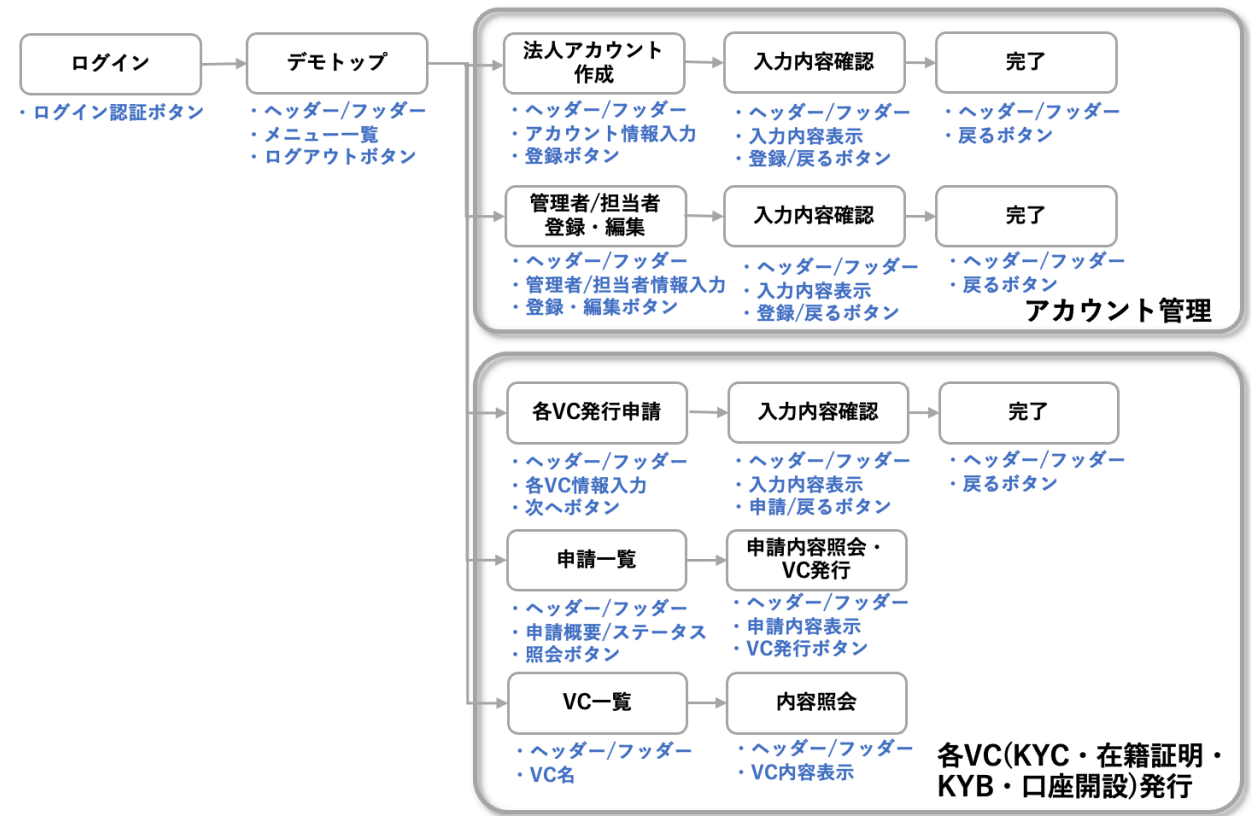 ログイン
・ログイン認証ボタン
デモトップ
・ヘッダー/フッダー
・メニュー一覧
・ログアウトボタン
法人アカウント
作成
・ヘッダー/フッダー
・アカウント情報入力
・登録ボタン
入力内容確認
・ヘッダー/フッダー
・入力内容表示
・登録/戻るボタン
完了
・ヘッダー/フッダー
・戻るボタン
管理者/担当者
登録・編集
・ヘッダー/フッダー
・管理者/担当者情報入力
・登録・編集ボタン
入力内容確認
・ヘッダー/フッダー
・入力内容表示
・登録/戻るボタン
完了
・ヘッダー/フッダー
・戻るボタン
アカウント管理
各VC発行申請
・ヘッダー/フッダー
・各VC情報入力
・次へボタン
入力内容確認
・ヘッダー/フッダー
・入力内容表示
・申請/戻るボタン
完了
・ヘッダー/フッダー
・戻るボタン
申請一覧
・ヘッダー/フッダー
・申請概要/ステータス
・照会ボタン
申請内容照会・
VC発行
・ヘッダー/フッダー
・申請内容表示
・VC発行ボタン
VC一覧
・ヘッダー/フッダー
・VC名
内容照会
・ヘッダー/フッダー
・VC内容表示
各VC(KYC・在籍証明・
KYB・口座開設)発行